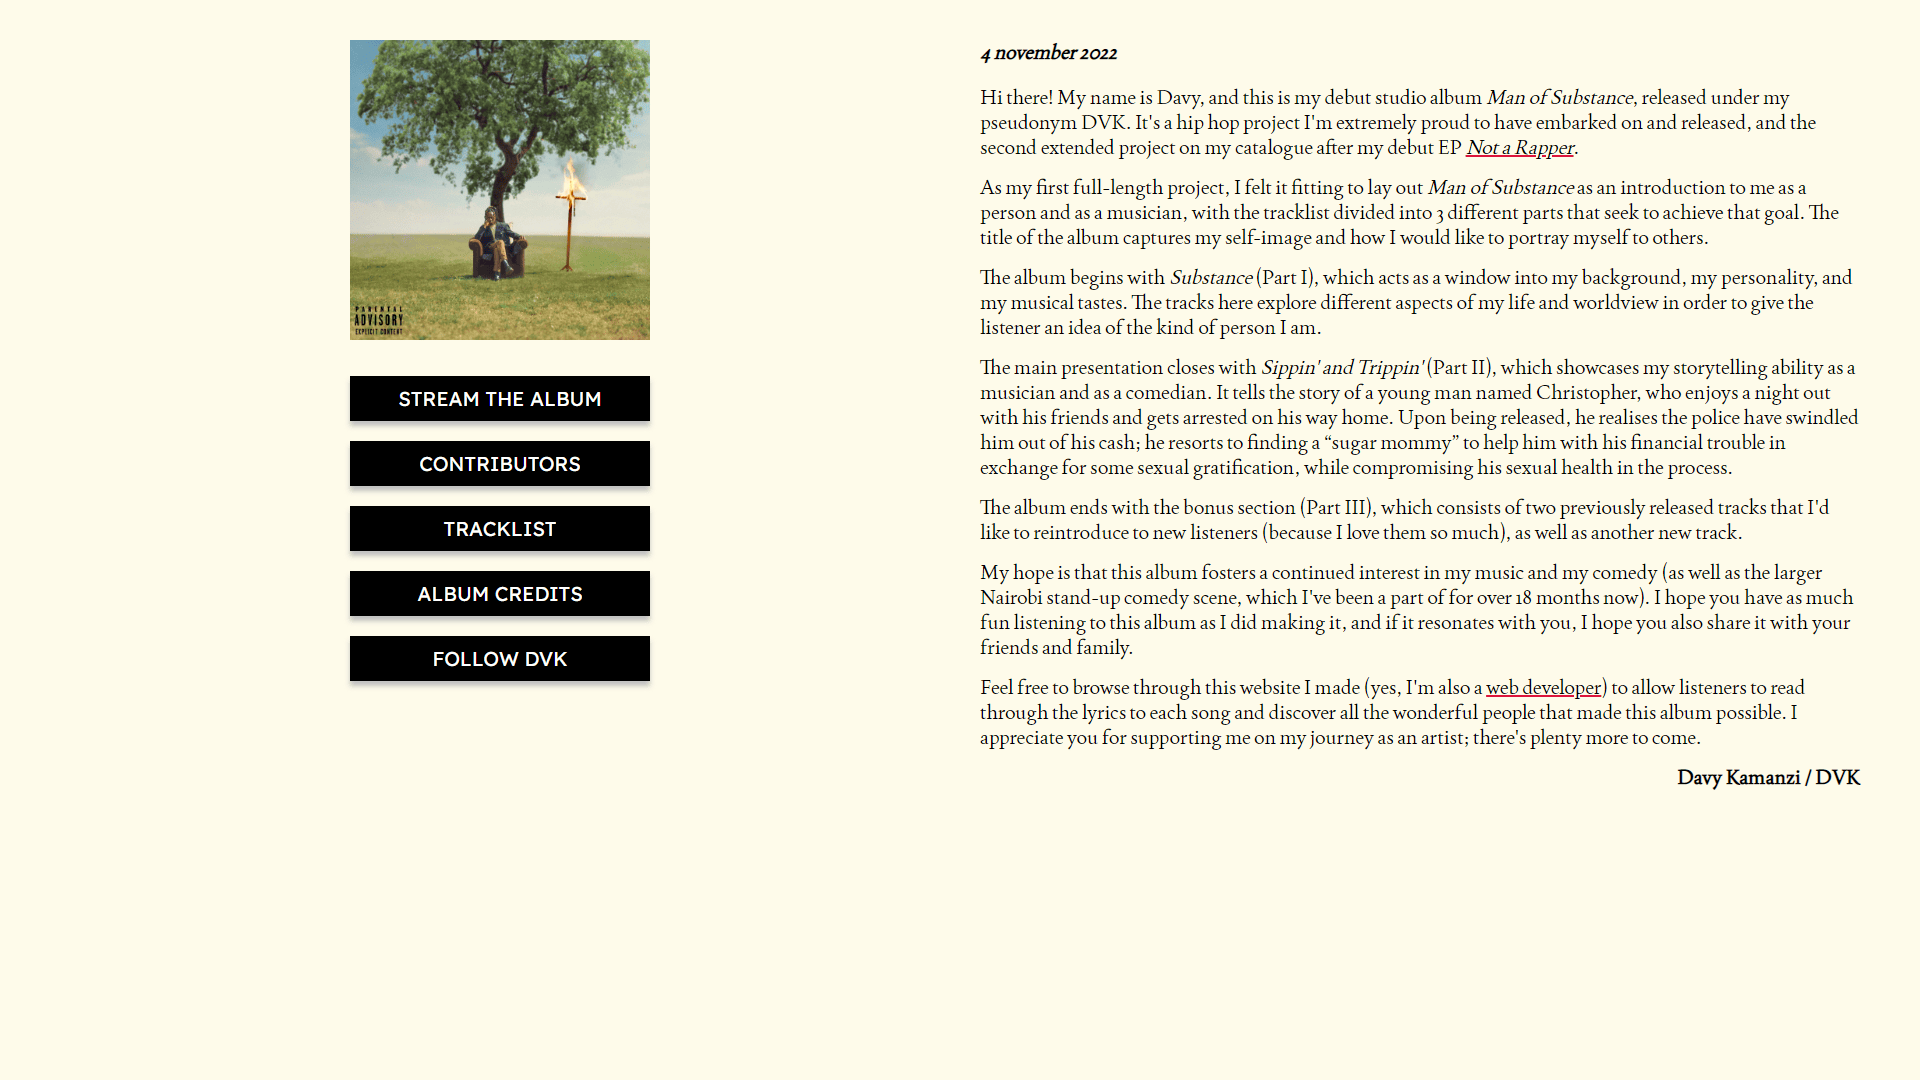 PARENTAL
ADVISORY
EXPLICIT CONTENT
STREAM THE ALBUM
CONTRIBUTORS
TRACKLIST
ALBUM CREDITS
FOLLOW DVK
4 november 2022
Hi there! My name is Davy, and this is my debut studio album Man of Substance, released under my
pseudonym DVK. It's a hip hop project I'm extremely proud to have embarked on and released, and the
second extended project on my catalogue after my debut EP Not a Rapper.
As my first full-length project, I felt it fitting to lay out Man of Substance as an introduction to me as a
person and as a musician, with the tracklist divided into 3 different parts that seek to achieve that goal. The
title of the album captures my self-image and how I would like to portray myself to others.
The album begins with Substance (Part I), which acts as a window into my background, my personality, and
my musical tastes. The tracks here explore different aspects of my life and worldview in order to give the
listener an idea of the kind of person I am.
The main presentation closes with Sippin' and Trippin' (Part II), which showcases my storytelling ability as a
musician and as a comedian. It tells the story of a young man named Christopher, who enjoys a night out
with his friends and gets arrested on his way home. Upon being released, he realises the police have swindled
him out of his cash; he resorts to finding a “sugar mommy” to help him with his financial trouble in
exchange for some sexual gratification, while compromising his sexual health in the process.
The album ends with the bonus section (Part III), which consists of two previously released tracks that I'd
like to reintroduce to new listeners (because I love them so much), as well as another new track.
My hope is that this album fosters a continued interest in my music and my comedy (as well as the larger
Nairobi stand-up comedy scene, which I've been a part of for over 18 months now). I hope you have as much
fun listening to this album as I did making it, and if it resonates with you, I hope you also share it with your
friends and family.
Feel free to browse through this website I made (yes, I'm also a web developer) to allow listeners to read
through the lyrics to each song and discover all the wonderful people that made this album possible. I
appreciate you for supporting me on my journey as an artist; there's plenty more to come.
Davy Kamanzi / DVK